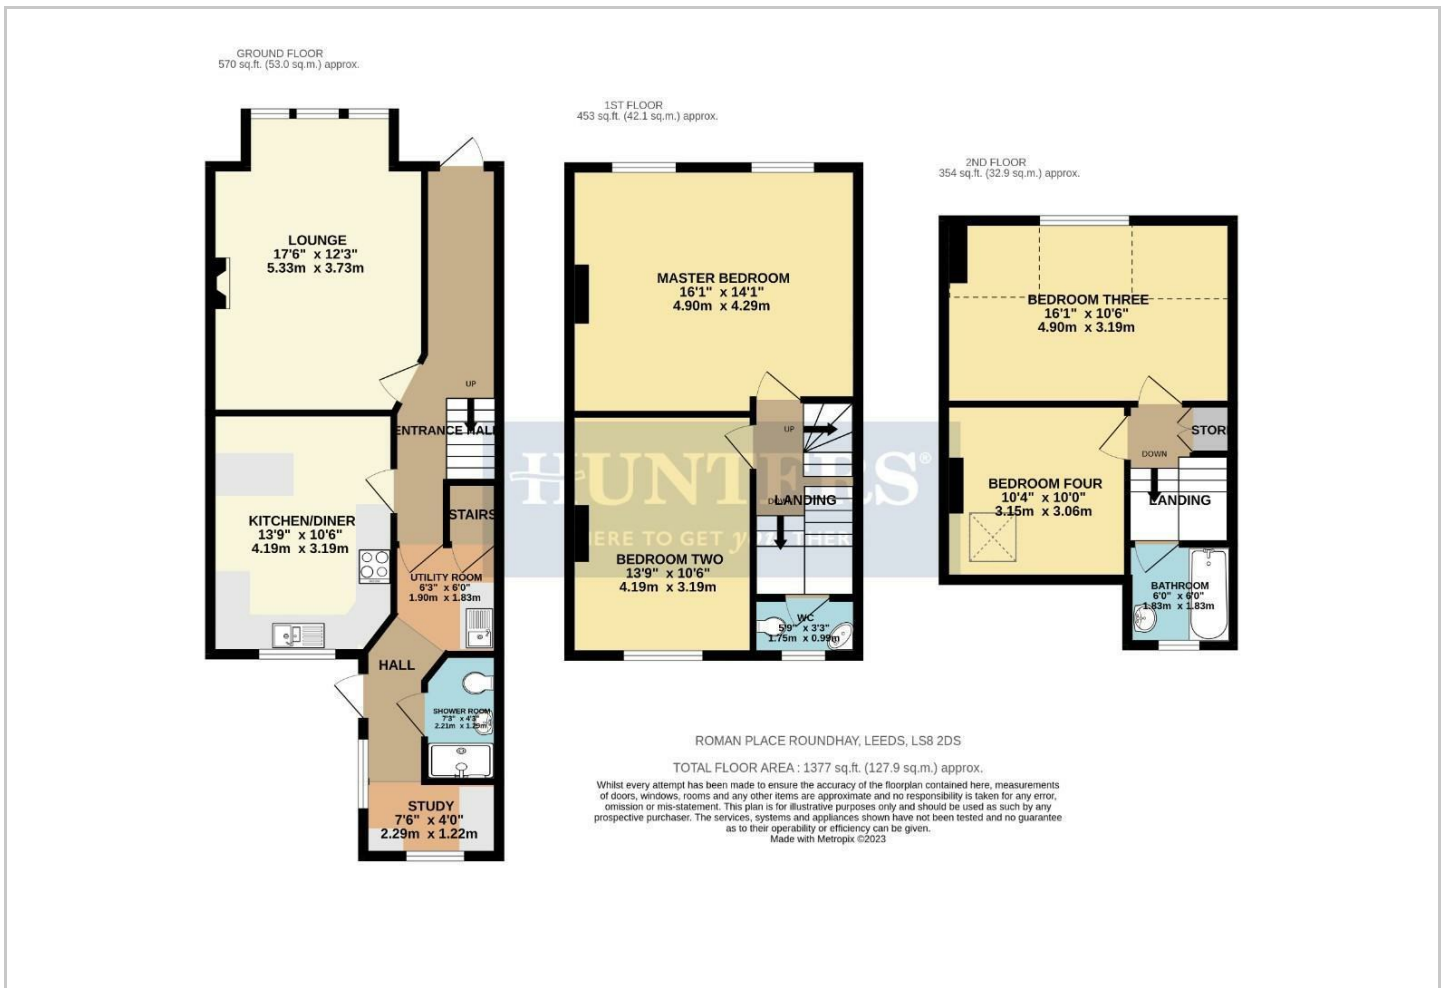 GROUND FLOOR
570 sq.ft. (53.0 sq.m.) approx.
LOUNGE
17'6" x 12'3"
5.33m x 3.73m
UP
ENTRANCE HALL
STAIRS
KITCHEN/DINER
13'9" x 10'6"
4.19m x 3.19m
UTILITY ROOM
6'3" x 6'0"
1.90m x 1.83m
HALL
SHOWER ROOM
7'3" x 4'3"
2.21m x 1.29m
STUDY
7'6" x 4'0"
2.29m x 1.22m
1ST FLOOR
453 sq.ft. (42.1 sq.m.) approx.
MASTER BEDROOM
16'1" x 14'1"
4.90m x 4.29m
UP
DOWN
LANDING
BEDROOM TWO
13'9" x 10'6"
4.19m x 3.19m
WC
5'9" x 3'3"
1.75m x 0.99m
HUNTERS®
HERE TO GET you THERE
2ND FLOOR
354 sq.ft. (32.9 sq.m.) approx.
BEDROOM THREE
16'1" x 10'6"
4.90m x 3.19m
STORE
DOWN
LANDING
BEDROOM FOUR
10'4" x 10'0"
3.15m x 3.06m
BATHROOM
6'0" x 6'0"
1.83m x 1.83m
ROMAN PLACE ROUNDHAY, LEEDS, LS8 2DS
TOTAL FLOOR AREA : 1377 sq.ft. (127.9 sq.m.) approx.
Whilst every attempt has been made to ensure the accuracy of the floorplan contained here, measurements
of doors, windows, rooms and any other items are approximate and no responsibility is taken for any error,
omission or mis-statement. This plan is for illustrative purposes only and should be used as such by any
prospective purchaser. The services, systems and appliances shown have not been tested and no guarantee
as to their operability or efficiency can be given.
Made with Metropix ©2023